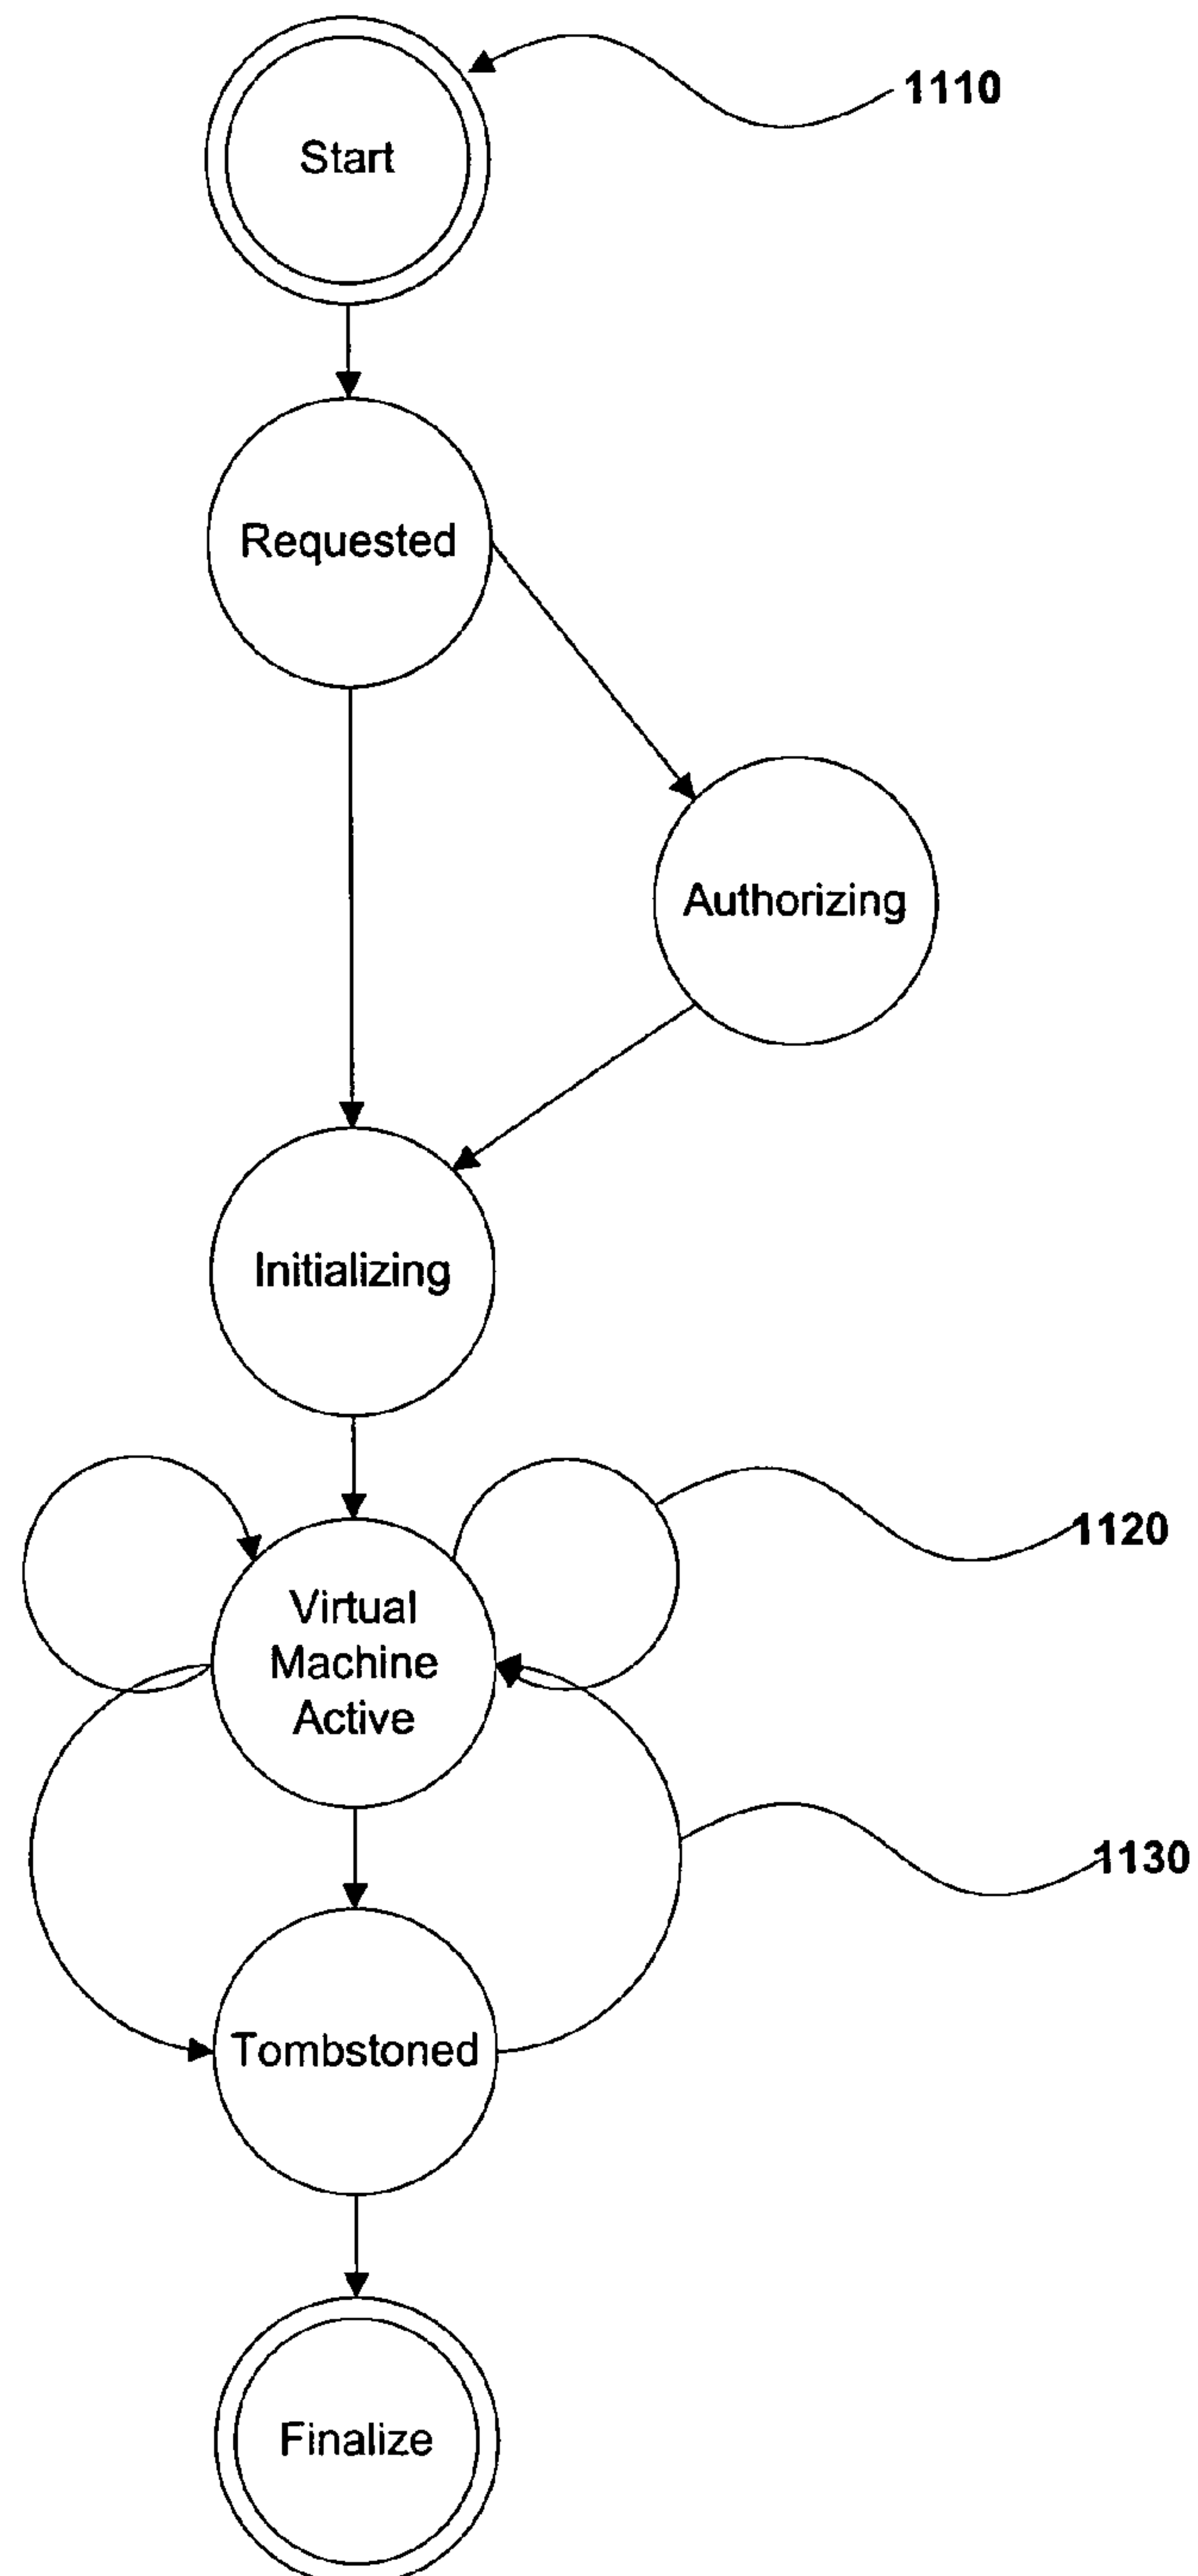 Start
1110
Requested
Authorizing
Initializing
1120
Virtual
Machine
Active
1130
Tombstoned
Finalize